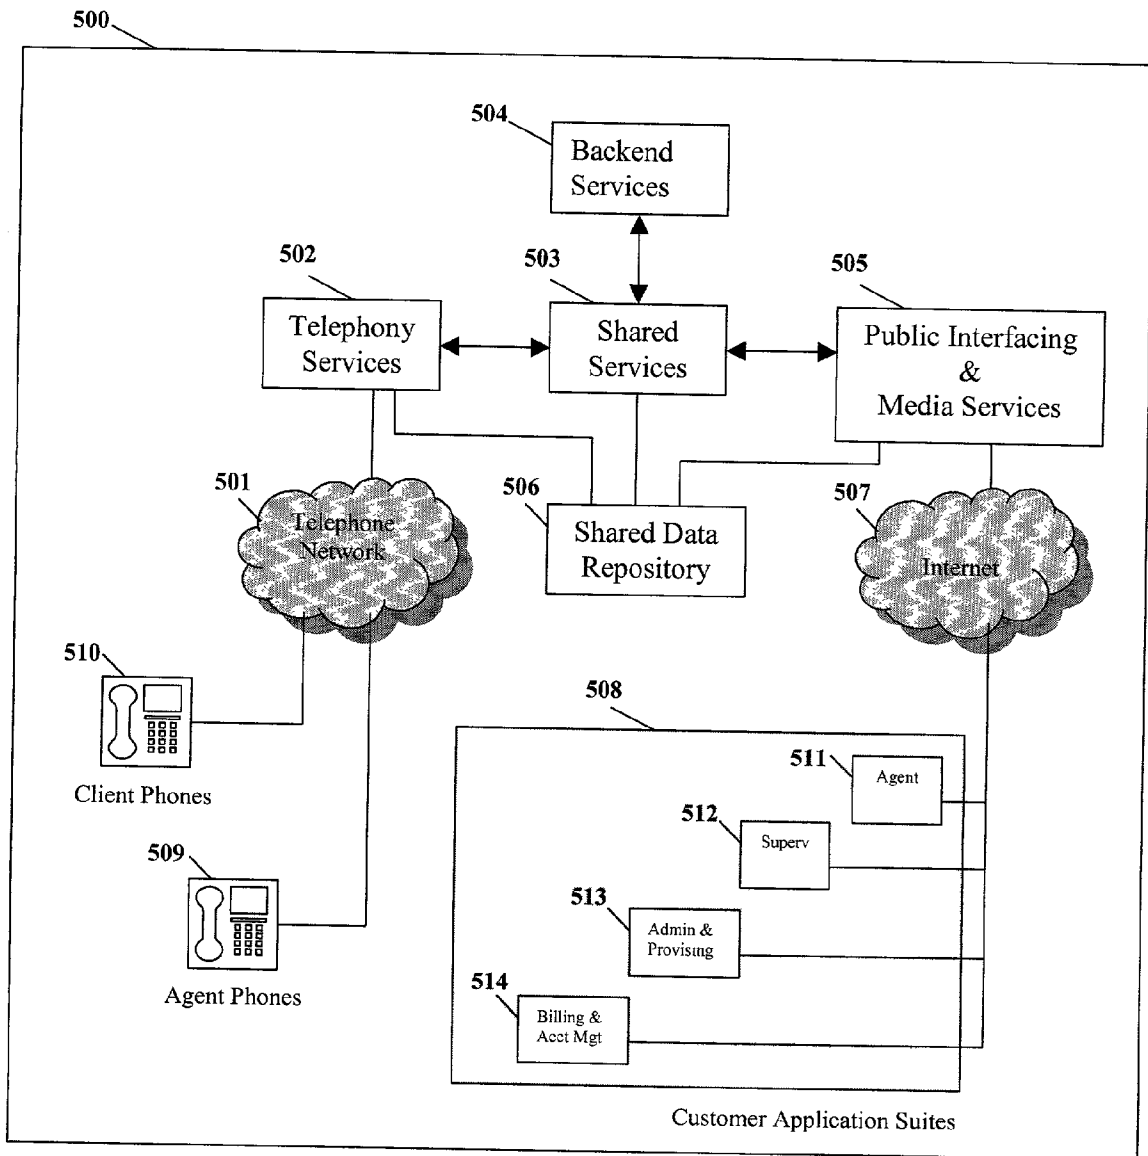 500
504
Backend
Services
502
503
505
Telephony
Services
Shared
Services
Public Interfacing
&
Media Services
501
506
507
Telephone
Network
Shared Data
Repository
Internet
510
Client Phones
508
511
Agent
512
Superv
509
Agent Phones
513
Admin &
Provising
514
Billing &
Acct Mgt
Customer Application Suites